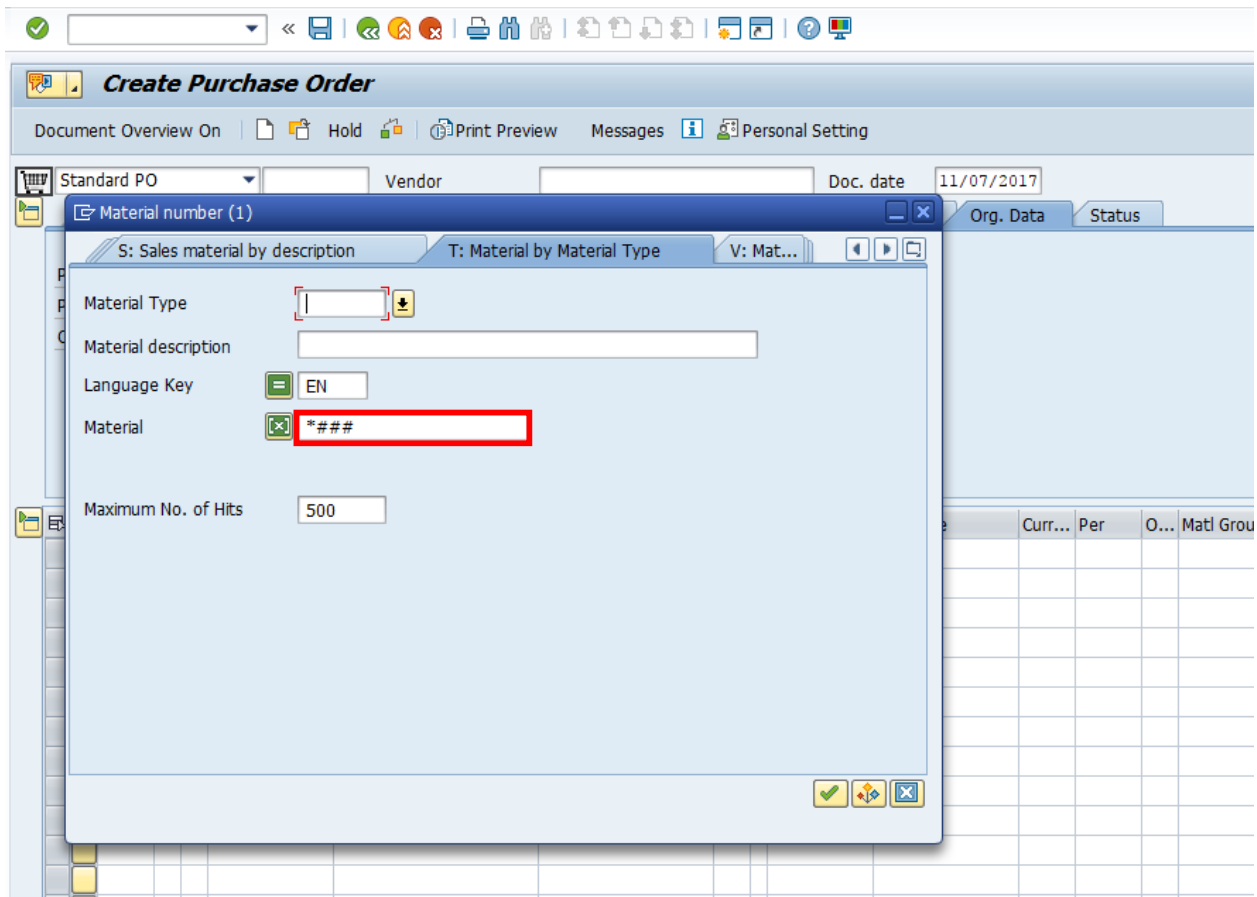 Create Purchase Order
Document Overview On Hold Print Preview Messages Personal Setting
Standard PO Vendor Doc. date 11/07/2017
Material number (1)
Org. Data Status
S: Sales material by description T: Material by Material Type V: Mat...
Material Type
Material description
Language Key = EN
Material *###
Maximum No. of Hits 500
Curr... Per O... Matl Grou